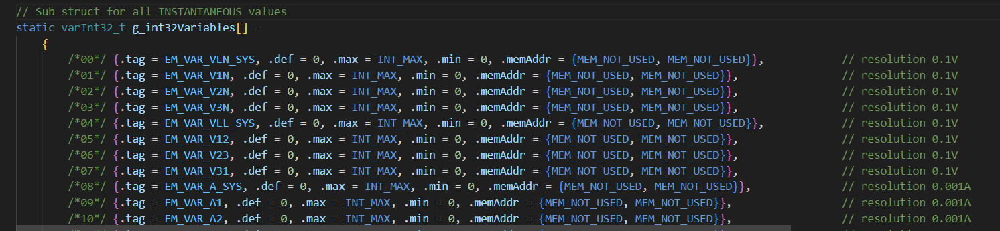 // Sub struct for all INSTANTANEOUS values
static varInt32_t g_int32Variables[] =
{
/*00*/ {.tag = EM_VAR_VLN_SYS, .def = 0, .max = INT_MAX, .min = 0, .memAddr = {MEM_NOT_USED, MEM_NOT_USED}}, // resolution 0.1V
/*01*/ {.tag = EM_VAR_V1N, .def = 0, .max = INT_MAX, .min = 0, .memAddr = {MEM_NOT_USED, MEM_NOT_USED}}, // resolution 0.1V
/*02*/ {.tag = EM_VAR_V2N, .def = 0, .max = INT_MAX, .min = 0, .memAddr = {MEM_NOT_USED, MEM_NOT_USED}}, // resolution 0.1V
/*03*/ {.tag = EM_VAR_V3N, .def = 0, .max = INT_MAX, .min = 0, .memAddr = {MEM_NOT_USED, MEM_NOT_USED}}, // resolution 0.1V
/*04*/ {.tag = EM_VAR_VLL_SYS, .def = 0, .max = INT_MAX, .min = 0, .memAddr = {MEM_NOT_USED, MEM_NOT_USED}}, // resolution 0.1V
/*05*/ {.tag = EM_VAR_V12, .def = 0, .max = INT_MAX, .min = 0, .memAddr = {MEM_NOT_USED, MEM_NOT_USED}}, // resolution 0.1V
/*06*/ {.tag = EM_VAR_V23, .def = 0, .max = INT_MAX, .min = 0, .memAddr = {MEM_NOT_USED, MEM_NOT_USED}}, // resolution 0.1V
/*07*/ {.tag = EM_VAR_V31, .def = 0, .max = INT_MAX, .min = 0, .memAddr = {MEM_NOT_USED, MEM_NOT_USED}}, // resolution 0.1V
/*08*/ {.tag = EM_VAR_A_SYS, .def = 0, .max = INT_MAX, .min = 0, .memAddr = {MEM_NOT_USED, MEM_NOT_USED}}, // resolution 0.001A
/*09*/ {.tag = EM_VAR_A1, .def = 0, .max = INT_MAX, .min = 0, .memAddr = {MEM_NOT_USED, MEM_NOT_USED}}, // resolution 0.001A
/*10*/ {.tag = EM_VAR_A2, .def = 0, .max = INT_MAX, .min = 0, .memAddr = {MEM_NOT_USED, MEM_NOT_USED}}, // resolution 0.001A